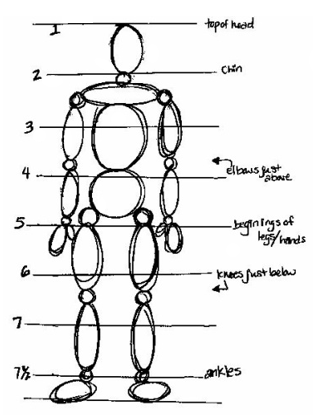 1 top of head
2 chin
3
elbows just
4 above
5 beginings of
legs/hands
6 knees just below
7
7½ ankles